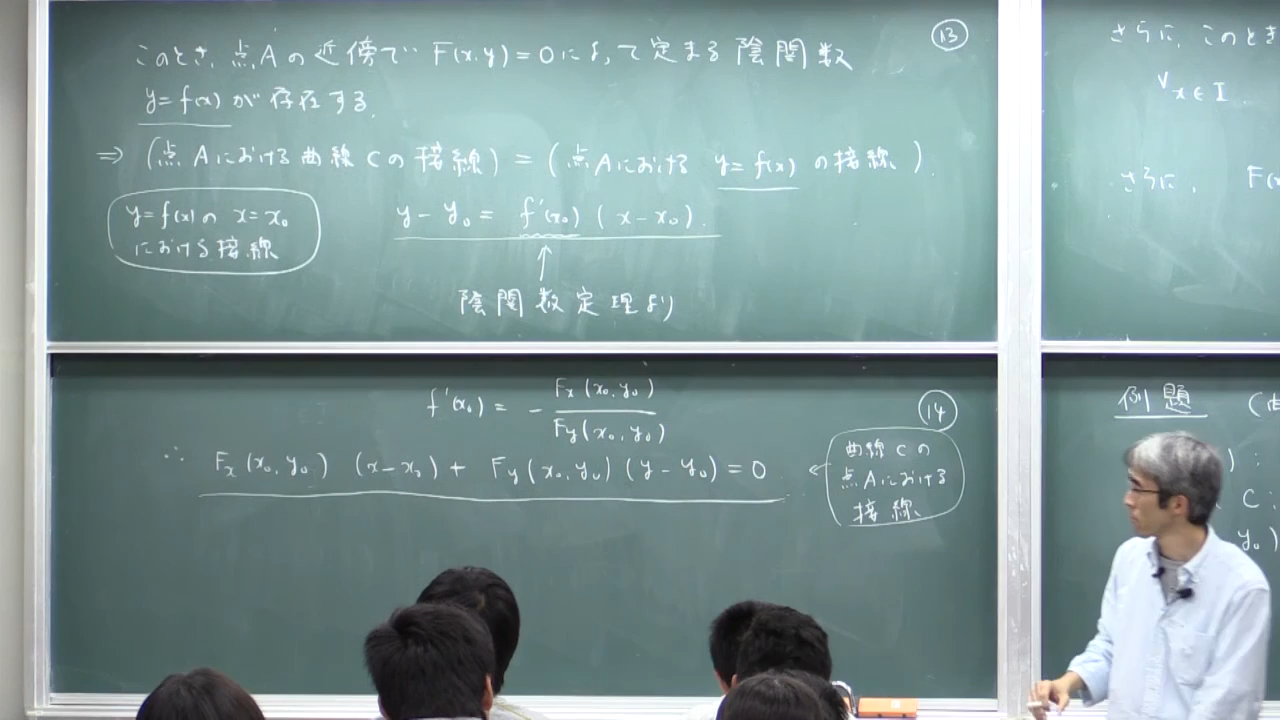 ⑬
このとき, 点Aの近傍で F(x,y)=0によって定まる陰関数
y=f(x) が存在する.
⇒ (点Aにおける曲線Cの接線) = (点Aにおける y=f(x) の接線).
y=f(x)の x=x₀
における接線
y-y₀ = f'(x₀) (x-x₀).
↑
陰関数定理より
⑭
f'(x₀) = - Fx(x₀,y₀) / Fy(x₀,y₀)
∴ Fx(x₀,y₀) (x-x₀) + Fy(x₀,y₀) (y-y₀) = 0
← 曲線Cの
点Aにおける
接線
さらに, このとき
∀x∈I
さらに, F(x
例題
C:
y₀)